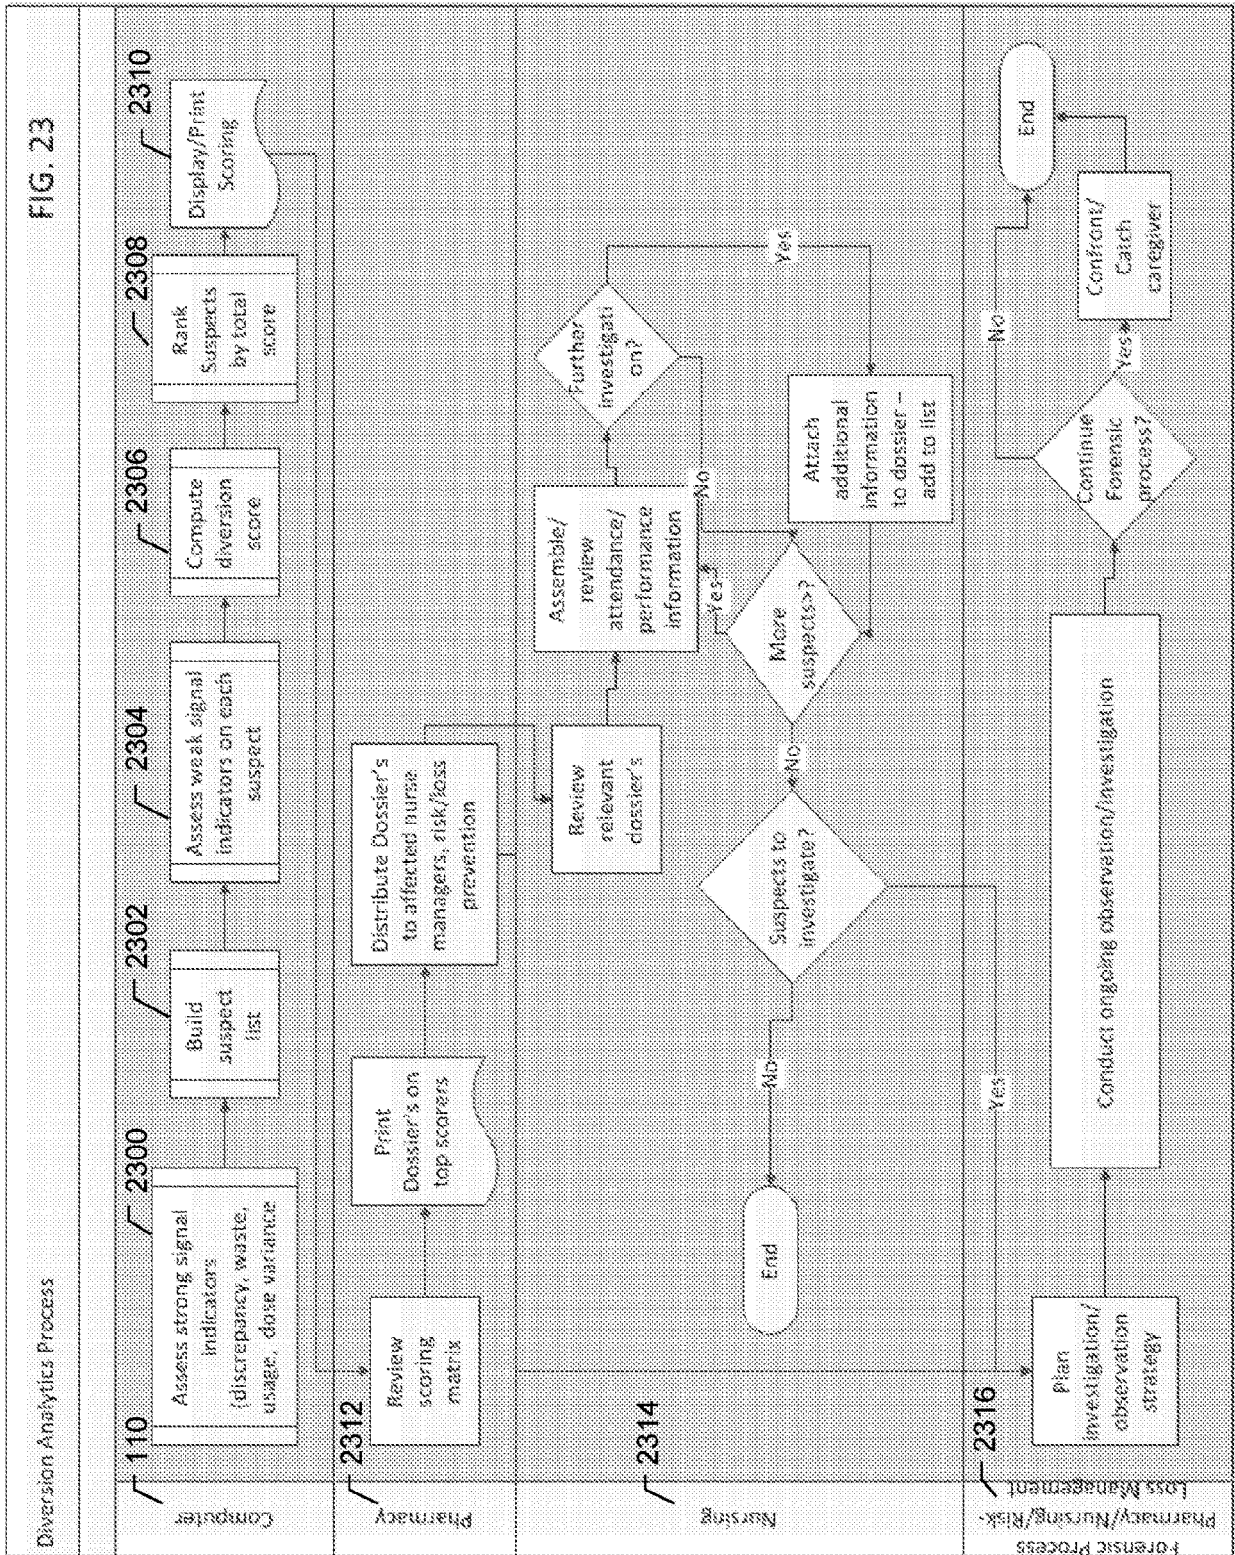 Diversion Analytics Process
FIG. 23
Computer
110
2300
Assess strong signal
indicators
(discrepancy, waste,
usage, dose variance
2302
Build
suspect
list
2304
Assess weak signal
indicators on each
suspect
2306
Compute
diversion
score
2308
Rank
Suspects
by total
score
2310
Display/Print
Scoring
Pharmacy
2312
Review
scoring
matrix
Print
Dossier's on
top scorers
Distribute Dossier's
to affected nurse
managers, risk/loss
prevention
Nursing
2314
Review
relevant
dossier's
Assemble/
review
attendance/
performance
information
Further
investigati
on?
Yes
No
Attach
additional
information
to dossier –
add to list
More
suspects>?
Yes
No
Suspects to
investigate?
No
End
Yes
Forensic Process
Pharmacy/Nursing/Risk-
Loss Management
2316
Plan
investigation/
observation
strategy
Conduct ongoing observation/investigation
Continue
Forensic
process?
No
Yes
Confront/
Catch
caregiver
End